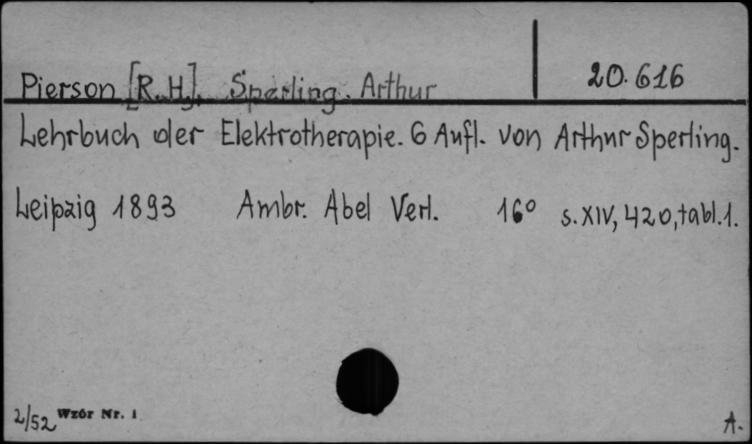 Pierson [R. H]. Sperling. Arthur 20.616
Lehrbuch der Elektrotherapie. 6 Aufl. von Arthur Sperling.
Leipzig 1893 Ambr. Abel Verl. 16° s. XIV, 420, tabl. 1.
2/52 Wzór Nr. 1 A.